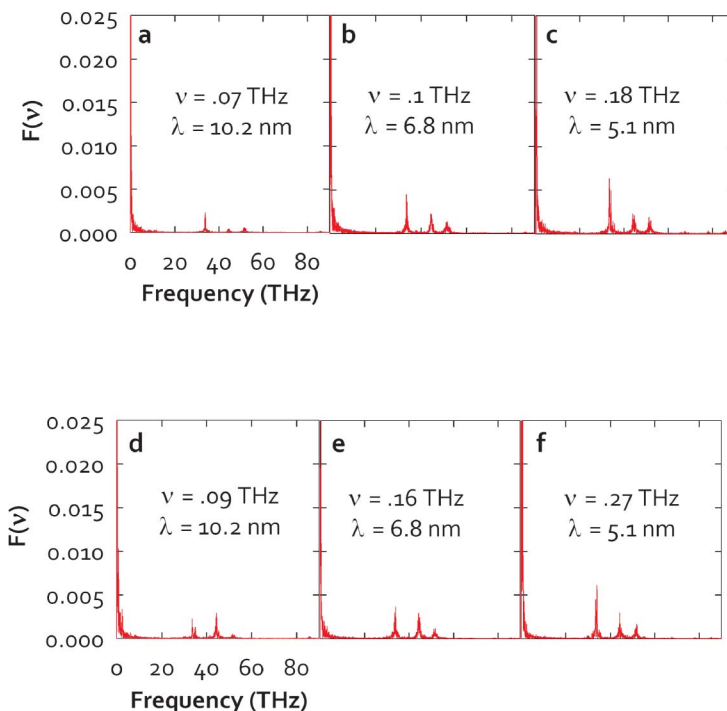 0.025
a
b
c
0.020
ν = .07 THz
λ = 10.2 nm
ν = .1 THz
λ = 6.8 nm
ν = .18 THz
λ = 5.1 nm
0.015
F(ν)
0.010
0.005
0.000
0 20 40 60 80
Frequency (THz)
0.025
d
e
f
0.020
ν = .09 THz
λ = 10.2 nm
ν = .16 THz
λ = 6.8 nm
ν = .27 THz
λ = 5.1 nm
0.015
F(ν)
0.010
0.005
0.000
0 20 40 60 80
Frequency (THz)